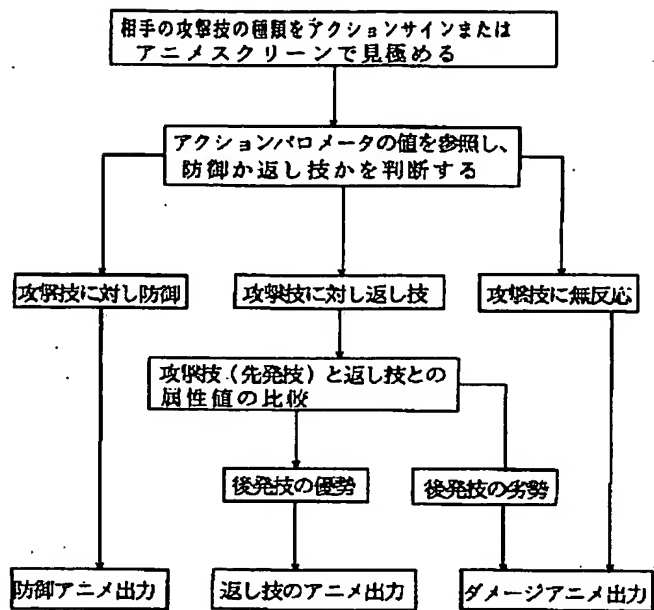 相手の攻撃技の種類をアクションサインまたは
アニメスクリーンで見極める
アクションパロメータの値を参照し、
防御か返し技かを判断する
攻撃技に対し防御
攻撃技に対し返し技
攻撃技に無反応
攻撃技（先発技）と返し技との
属性値の比較
後発技の優勢
後発技の劣勢
防御アニメ出力
返し技のアニメ出力
ダメージアニメ出力